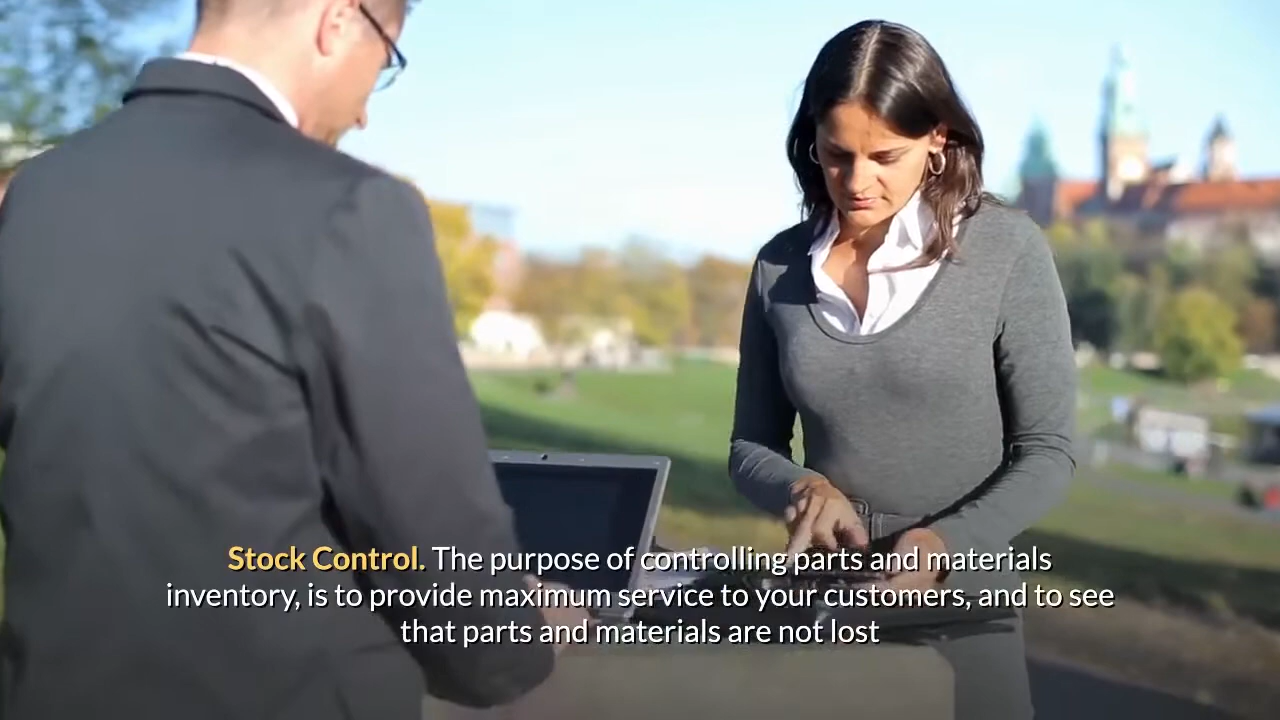 Stock Control. The purpose of controlling parts and materials
inventory, is to provide maximum service to your customers, and to see
that parts and materials are not lost